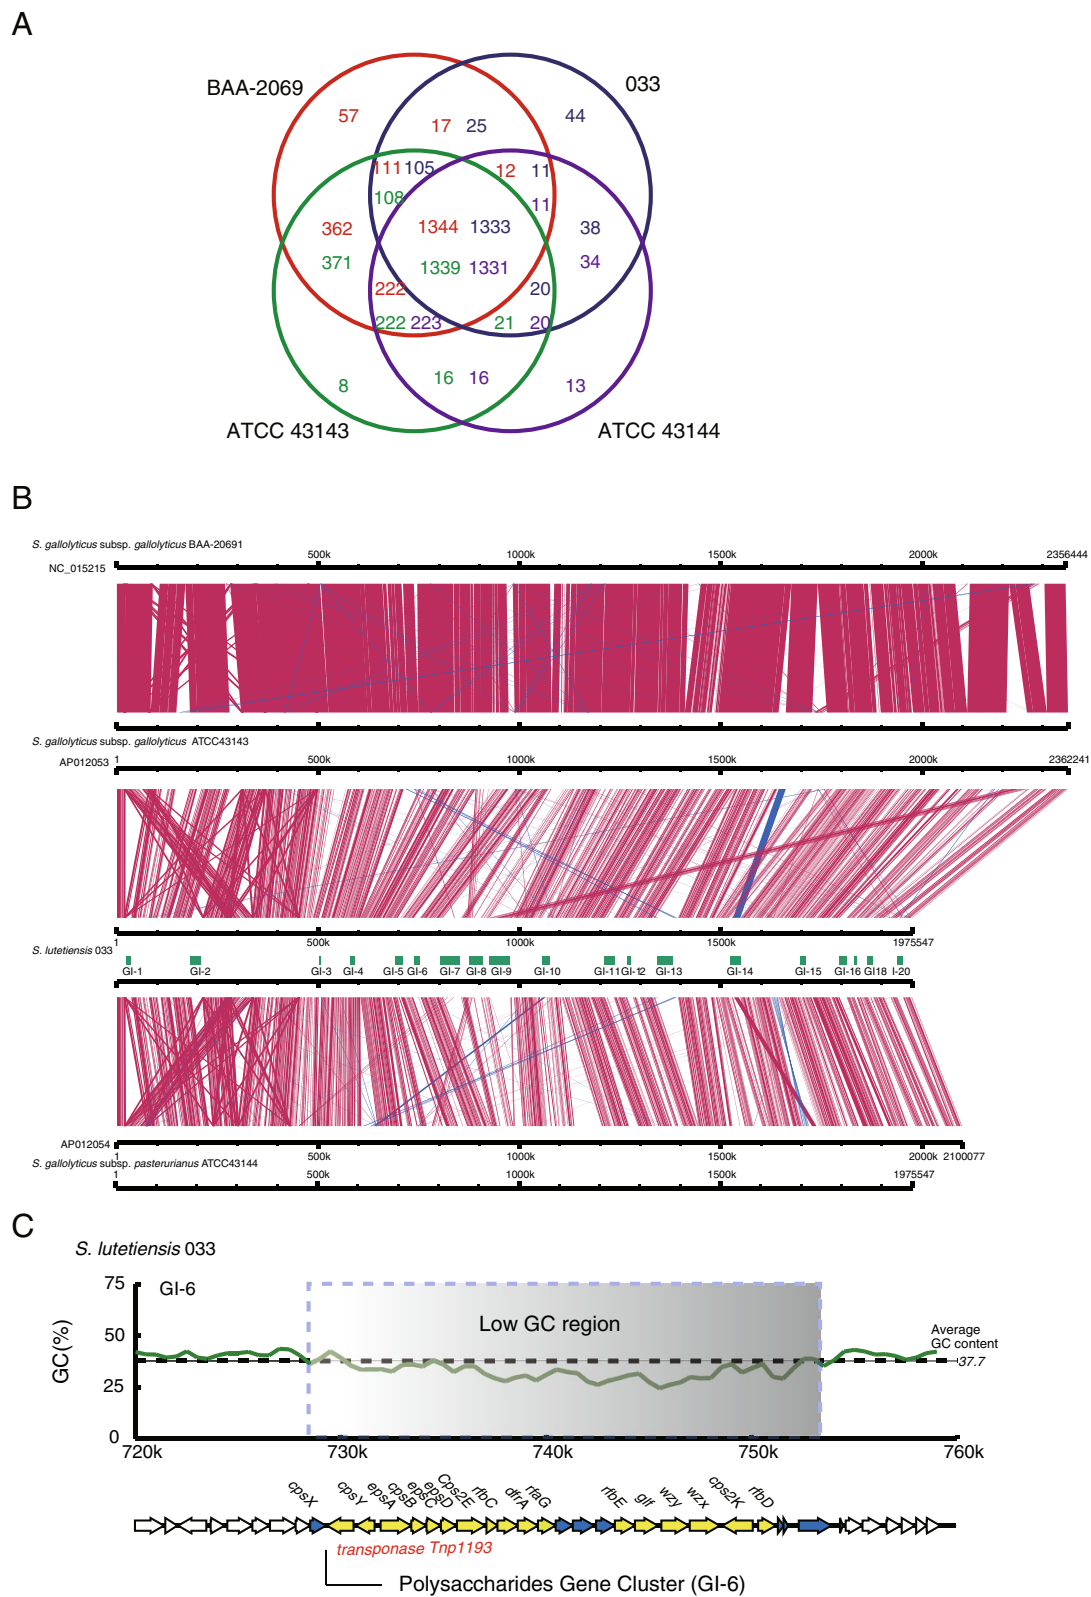 A
BAA-2069
033
57
17 25
44
111 105
12 11
108
11
362
1344 1333
38
371
1339 1331
34
222
20
222 223
21 20
8
16 16
13
ATCC 43143
ATCC 43144
B
S. gallolyticus subsp. gallolyticus BAA-20691
500k 1000k 1500k 2000k 2356444
NC_015215
S. gallolyticus subsp. gallolyticus ATCC43143
AP012053 1 500k 1000k 1500k 2000k 2362241
1 500k 1000k 1500k 1975547
S. lutetiensis 033
GI-1 GI-2 GI-3 GI-4 GI-5 GI-6 GI-7 GI-8 GI-9 GI-10 GI-11 GI-12 GI-13 GI-14 GI-15 GI-16 GI18 I-20
AP012054 1 500k 1000k 1500k 2000k 2100077
S. gallolyticus subsp. pasterurianus ATCC43144
1 500k 1000k 1500k 1975547
C
S. lutetiensis 033
75
GI-6
Low GC region
50
Average
GC content
37.7
GC(%)
25
0
720k 730k 740k 750k 760k
cpsX cpsY epsA cpsB epsC epsD Cps2E rfbC dfrA rfaG rfbE glf wzy wzx cps2K rfbD
transponase Tnp1193
Polysaccharides Gene Cluster (GI-6)